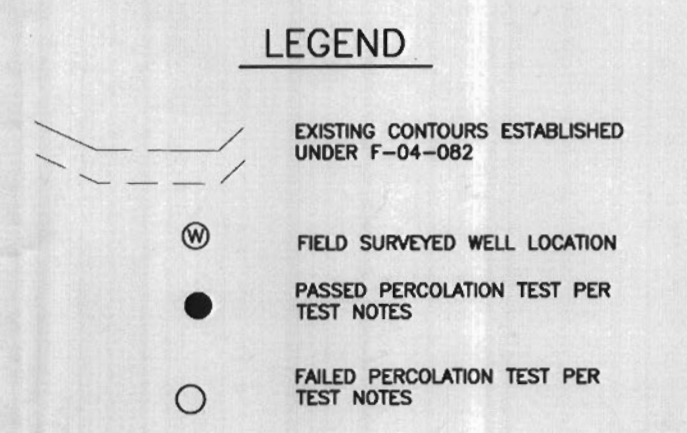 LEGEND
EXISTING CONTOURS ESTABLISHED
UNDER F-04-082
W
FIELD SURVEYED WELL LOCATION
PASSED PERCOLATION TEST PER
TEST NOTES
FAILED PERCOLATION TEST PER
TEST NOTES